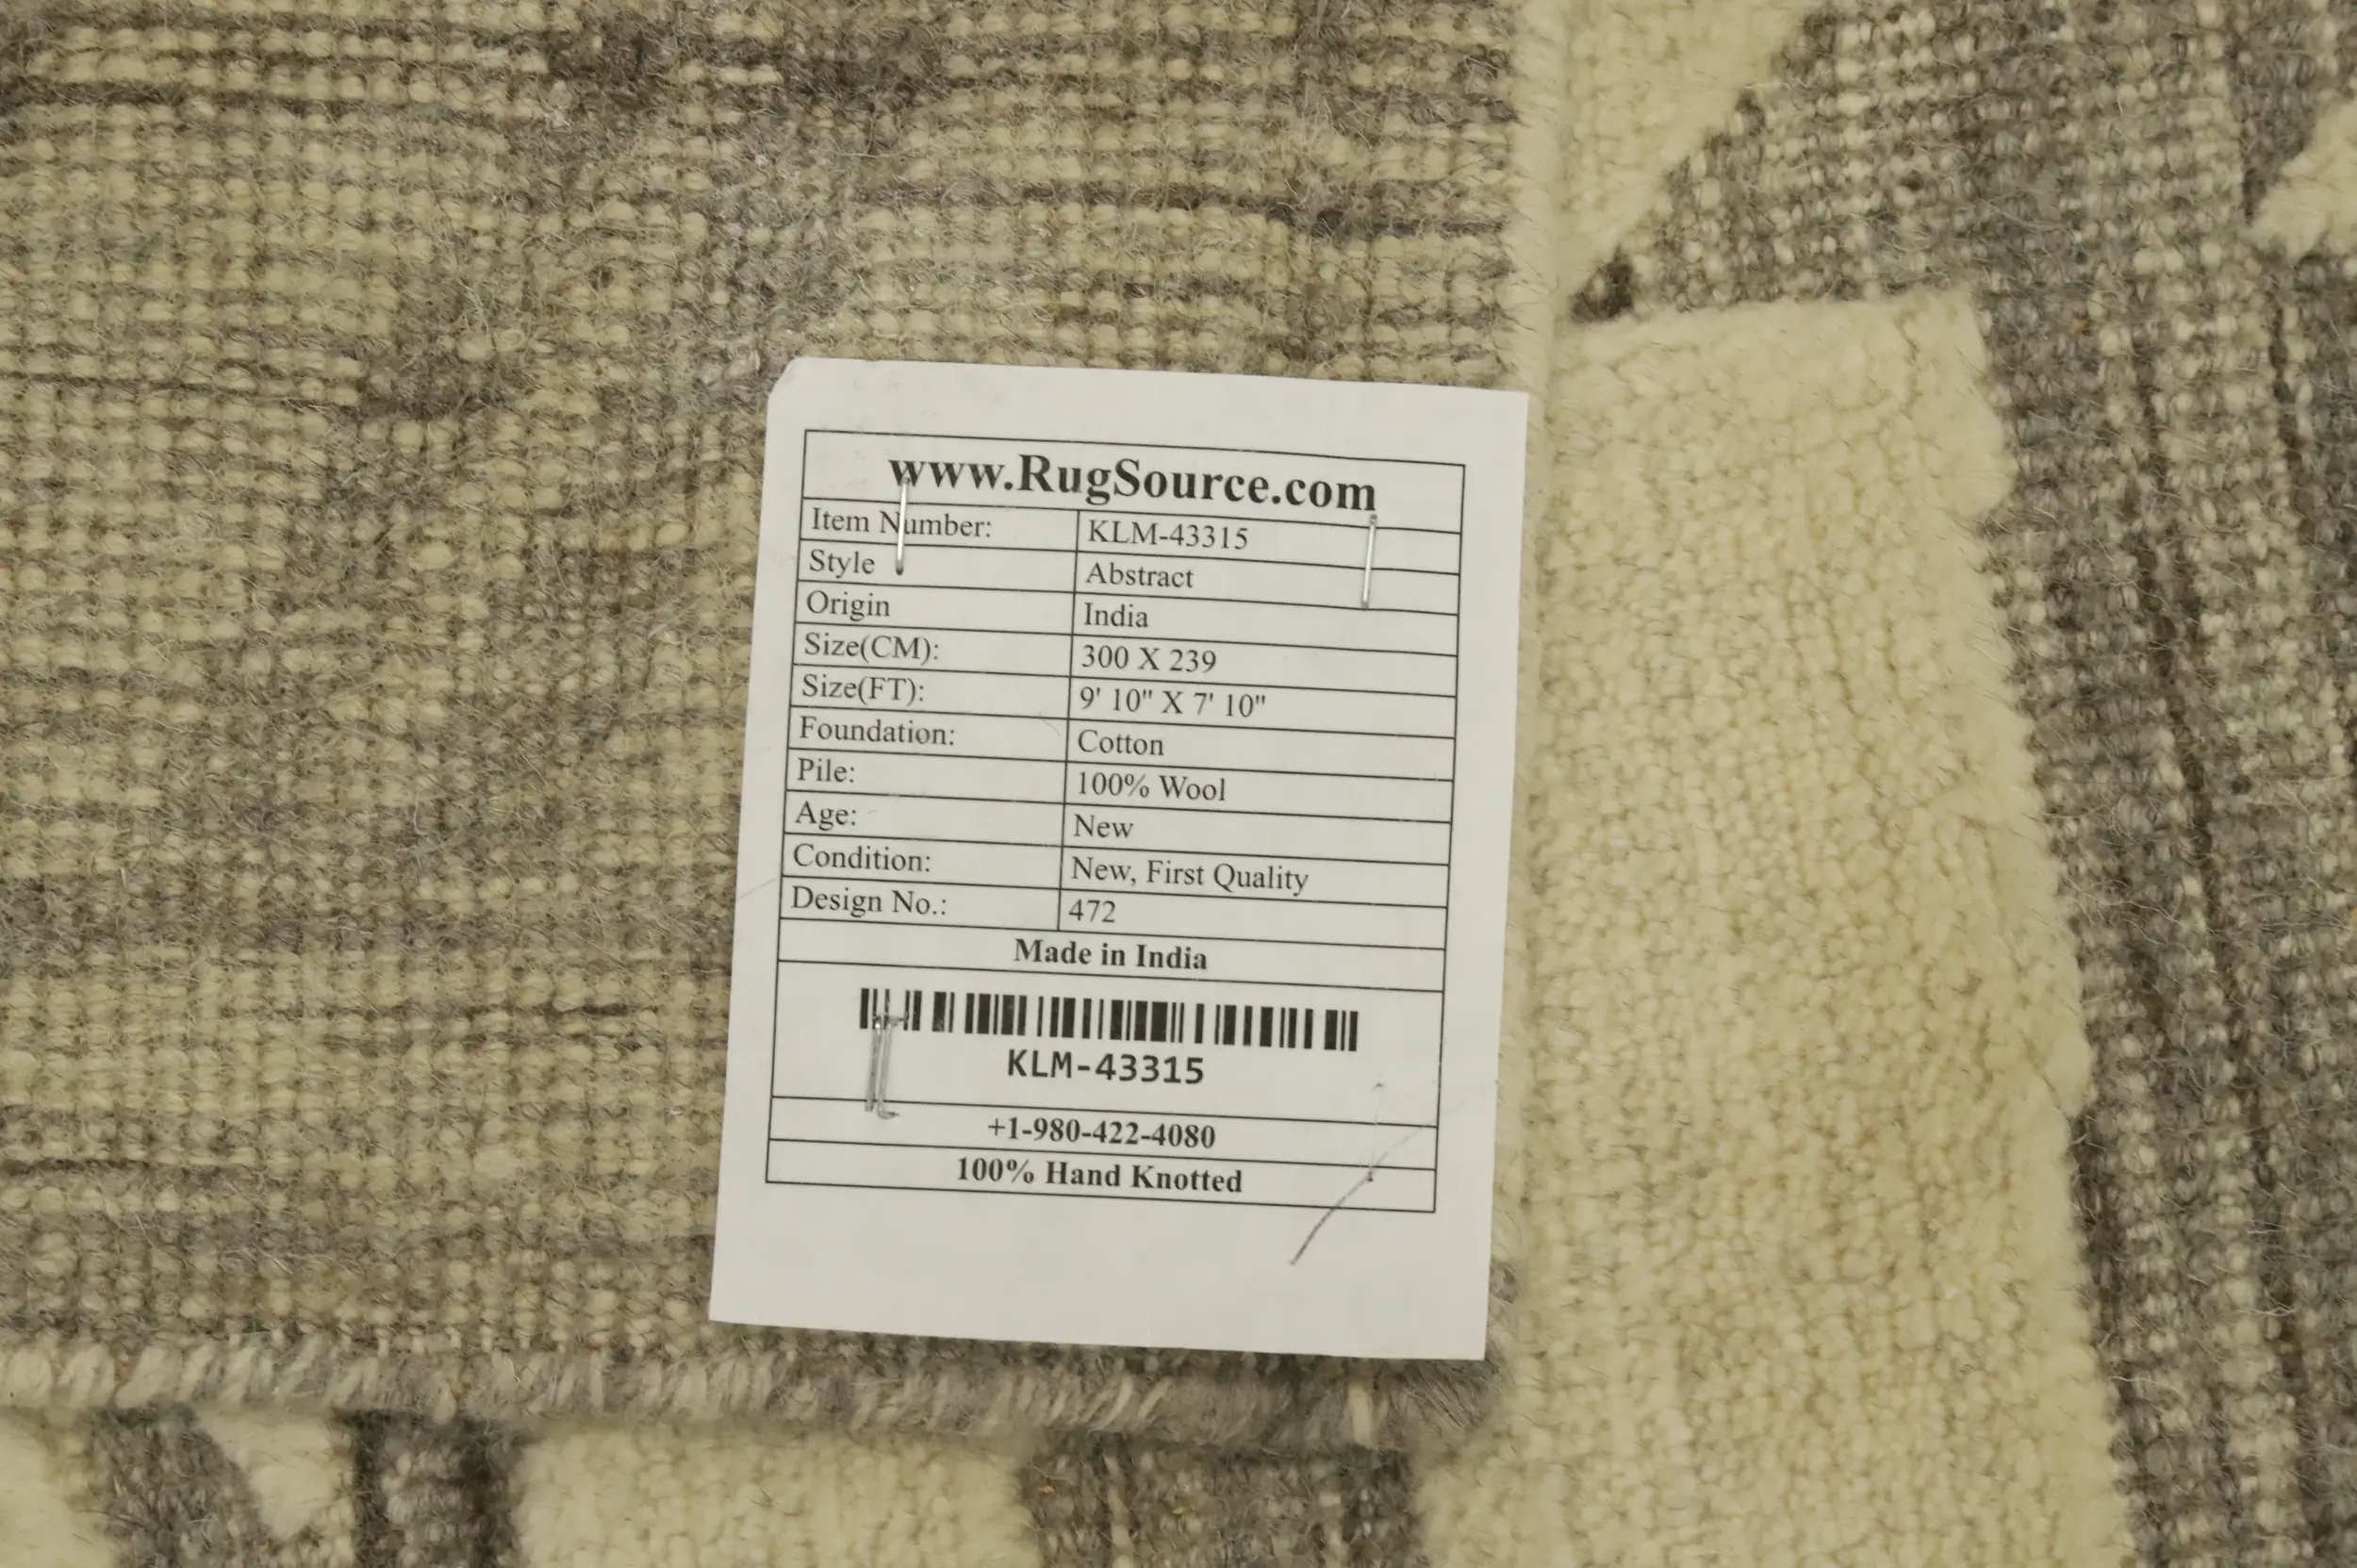 www.RugSource.com
Item Number: KLM-43315
Style Abstract
Origin India
Size(CM): 300 X 239
Size(FT): 9' 10" X 7' 10"
Foundation: Cotton
Pile: 100% Wool
Age: New
Condition: New, First Quality
Design No.: 472
Made in India
KLM-43315
+1-980-422-4080
100% Hand Knotted